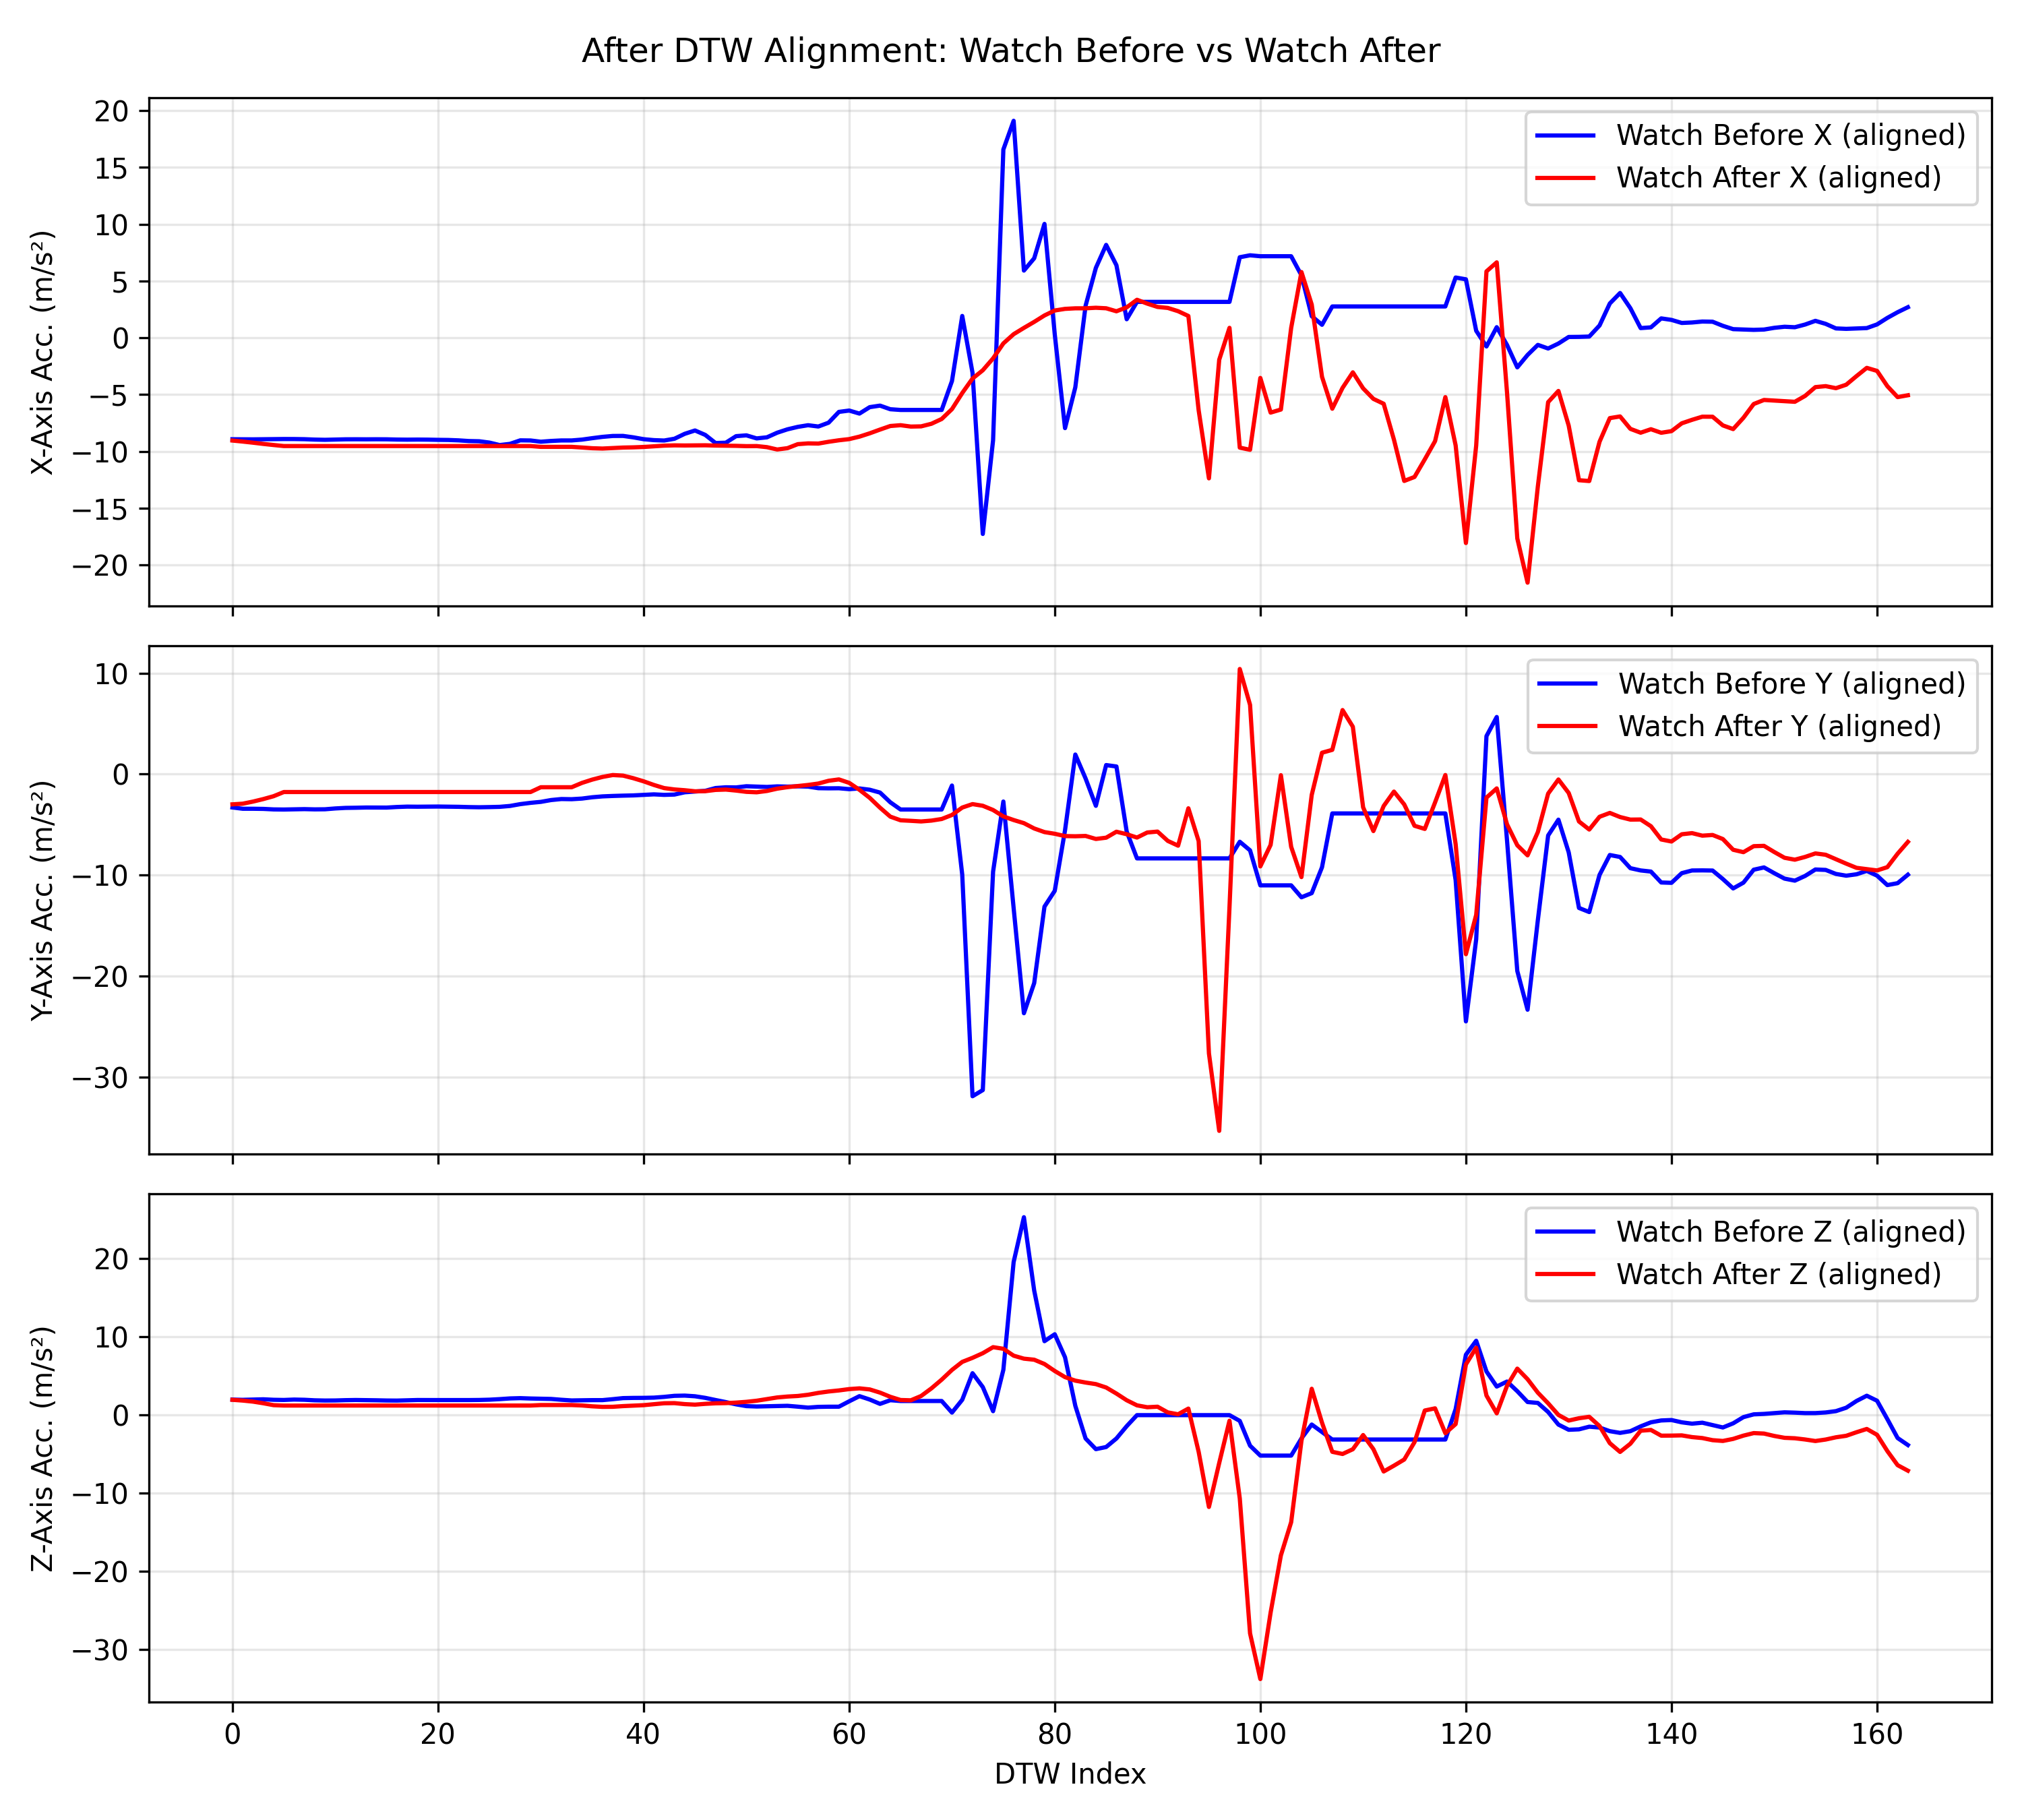 After DTW Alignment: Watch Before vs Watch After
20
15
10
5
0
−5
−10
−15
−20
X-Axis Acc. (m/s²)
Watch Before X (aligned)
Watch After X (aligned)
10
0
−10
−20
−30
Y-Axis Acc. (m/s²)
Watch Before Y (aligned)
Watch After Y (aligned)
20
10
0
−10
−20
−30
Z-Axis Acc. (m/s²)
Watch Before Z (aligned)
Watch After Z (aligned)
0 20 40 60 80 100 120 140 160
DTW Index